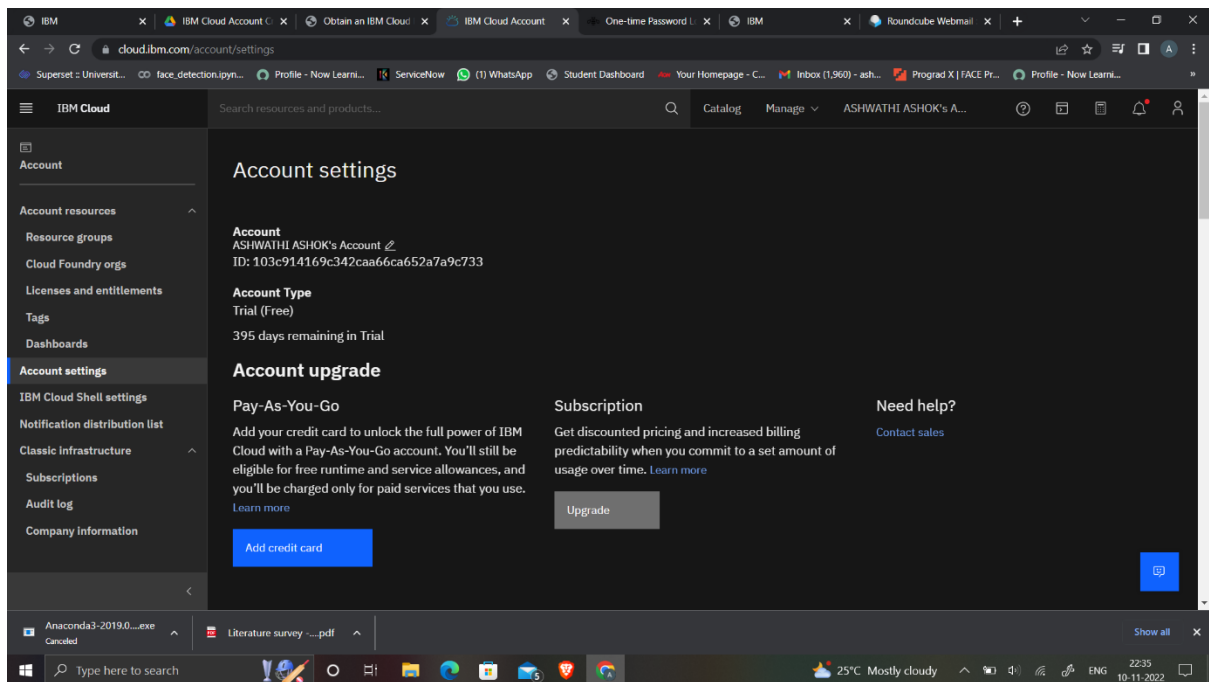 IBM
IBM Cloud Account C
Obtain an IBM Cloud
IBM Cloud Account
One-time Password L
IBM
Roundcube Webmail
cloud.ibm.com/account/settings
Superset :: Universit...
face_detection.ipyn...
Profile - Now Learni...
ServiceNow
(1) WhatsApp
Student Dashboard
Your Homepage - C...
Inbox (1,960) - ash...
Prograd X | FACE Pr...
Profile - Now Learni...
»
IBM Cloud
Search resources and products...
Catalog
Manage
ASHWATHI ASHOK's A...
Account
Account resources
Resource groups
Cloud Foundry orgs
Licenses and entitlements
Tags
Dashboards
Account settings
IBM Cloud Shell settings
Notification distribution list
Classic infrastructure
Subscriptions
Audit log
Company information
Account settings
Account
ASHWATHI ASHOK's Account
ID: 103c914169c342caa66ca652a7a9c733
Account Type
Trial (Free)
395 days remaining in Trial
Account upgrade
Pay-As-You-Go
Add your credit card to unlock the full power of IBM
Cloud with a Pay-As-You-Go account. You'll still be
eligible for free runtime and service allowances, and
you'll be charged only for paid services that you use.
Learn more
Add credit card
Subscription
Get discounted pricing and increased billing
predictability when you commit to a set amount of
usage over time. Learn more
Upgrade
Need help?
Contact sales
Anaconda3-2019.0....exe
Canceled
Literature survey -....pdf
Show all
Type here to search
25°C Mostly cloudy
ENG
22:35
10-11-2022